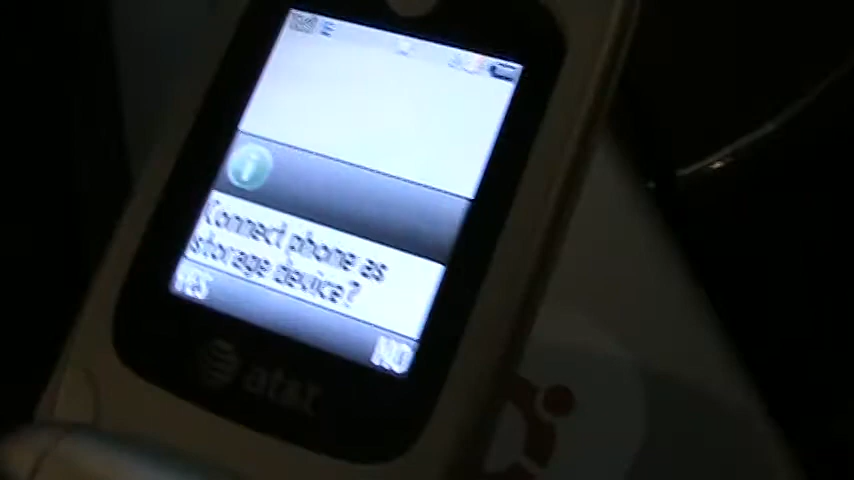 Connect phone as
storage device?
YES
NO
at&t